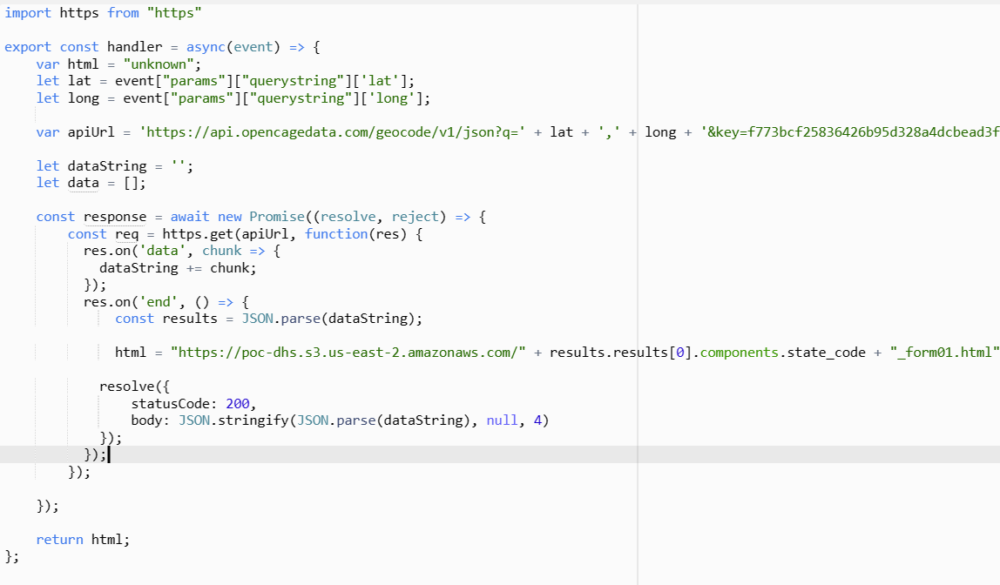 import https from "https"
export const handler = async(event) => {
var html = "unknown";
let lat = event["params"]["querystring"]['lat'];
let long = event["params"]["querystring"]['long'];
var apiUrl = 'https://api.opencagedata.com/geocode/v1/json?q=' + lat + ',' + long + '&key=f773bcf25836426b95d328a4dcbead3f
let dataString = '';
let data = [];
const response = await new Promise((resolve, reject) => {
const req = https.get(apiUrl, function(res) {
res.on('data', chunk => {
dataString += chunk;
});
res.on('end', () => {
const results = JSON.parse(dataString);
html = "https://poc-dhs.s3.us-east-2.amazonaws.com/" + results.results[0].components.state_code + "_form01.html"
resolve({
statusCode: 200,
body: JSON.stringify(JSON.parse(dataString), null, 4)
});
});
});
});
return html;
};